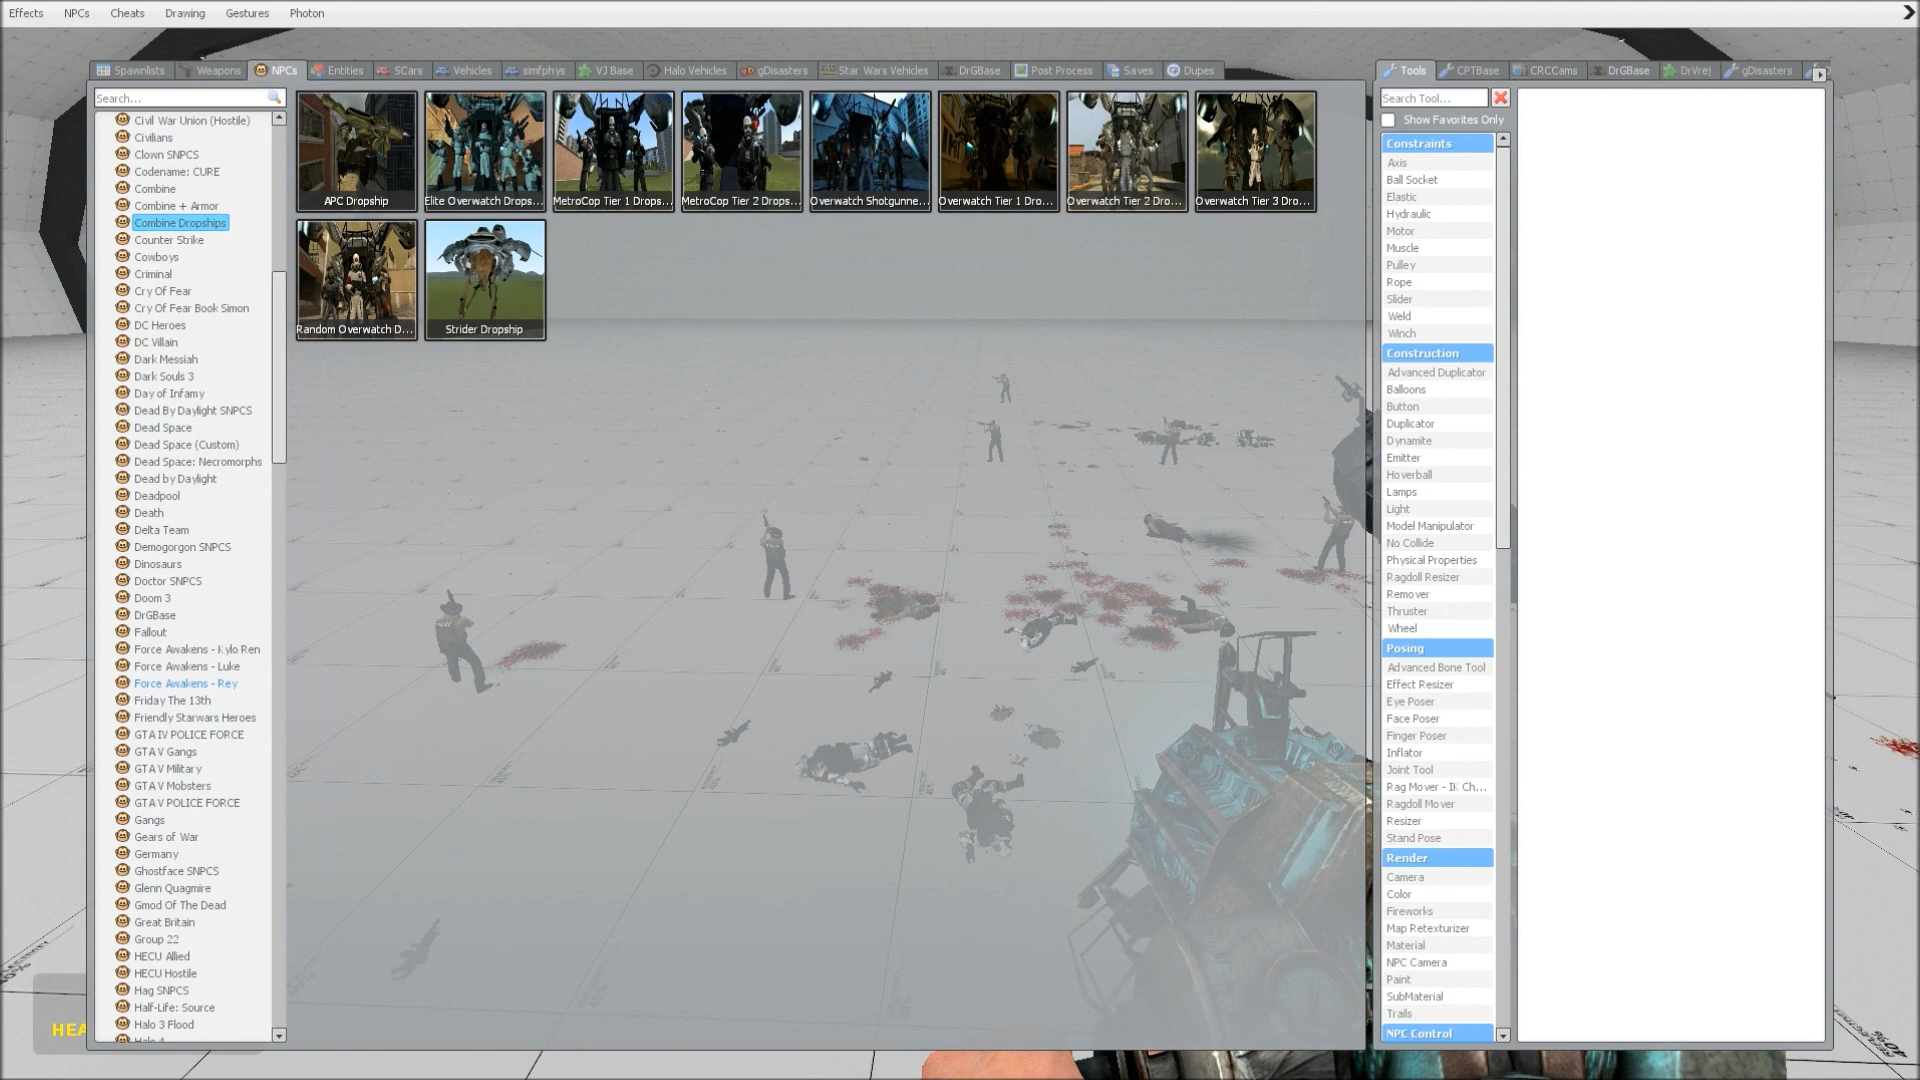 Effects NPCs Cheats Drawing Gestures Photon
Spawnlists Weapons NPCs Entities SCars Vehicles simfphys VJ Base Halo Vehicles gDisasters Star Wars Vehicles DrGBase Post Process Saves Dupes
Search...
Civil War Union (Hostile)
Civilians
Clown SNPCS
Codename: CURE
Combine
Combine + Armor
Combine Dropships
Counter Strike
Cowboys
Criminal
Cry Of Fear
Cry Of Fear Book Simon
DC Heroes
DC Villain
Dark Messiah
Dark Souls 3
Day of Infamy
Dead By Daylight SNPCS
Dead Space
Dead Space (Custom)
Dead Space: Necromorphs
Dead by Daylight
Deadpool
Death
Delta Team
Demogorgon SNPCS
Dinosaurs
Doctor SNPCS
Doom 3
DrGBase
Fallout
Force Awakens - Kylo Ren
Force Awakens - Luke
Force Awakens - Rey
Friday The 13th
Friendly Starwars Heroes
GTA IV POLICE FORCE
GTA V Gangs
GTA V Military
GTA V Mobsters
GTA V POLICE FORCE
Gangs
Gears of War
Germany
Ghostface SNPCS
Glenn Quagmire
Gmod Of The Dead
Great Britain
Group 22
HECU Allied
HECU Hostile
Hag SNPCS
Half-Life: Source
Halo 3 Flood
Halo 4
HEA
APC Dropship
Elite Overwatch Drops...
MetroCop Tier 1 Drops...
MetroCop Tier 2 Drops...
Overwatch Shotgunne...
Overwatch Tier 1 Dro...
Overwatch Tier 2 Dro...
Overwatch Tier 3 Dro...
Random Overwatch D...
Strider Dropship
Tools CPTBase CRCCams DrGBase DrVrej gDisasters
Search Tool...
Show Favorites Only
Constraints
Axis
Ball Socket
Elastic
Hydraulic
Motor
Muscle
Pulley
Rope
Slider
Weld
Winch
Construction
Advanced Duplicator
Balloons
Button
Duplicator
Dynamite
Emitter
Hoverball
Lamps
Light
Model Manipulator
No Collide
Physical Properties
Ragdoll Resizer
Remover
Thruster
Wheel
Posing
Advanced Bone Tool
Effect Resizer
Eye Poser
Face Poser
Finger Poser
Inflator
Joint Tool
Rag Mover - IK Ch...
Ragdoll Mover
Resizer
Stand Pose
Render
Camera
Color
Fireworks
Map Retexturizer
Material
NPC Camera
Paint
SubMaterial
Trails
NPC Control